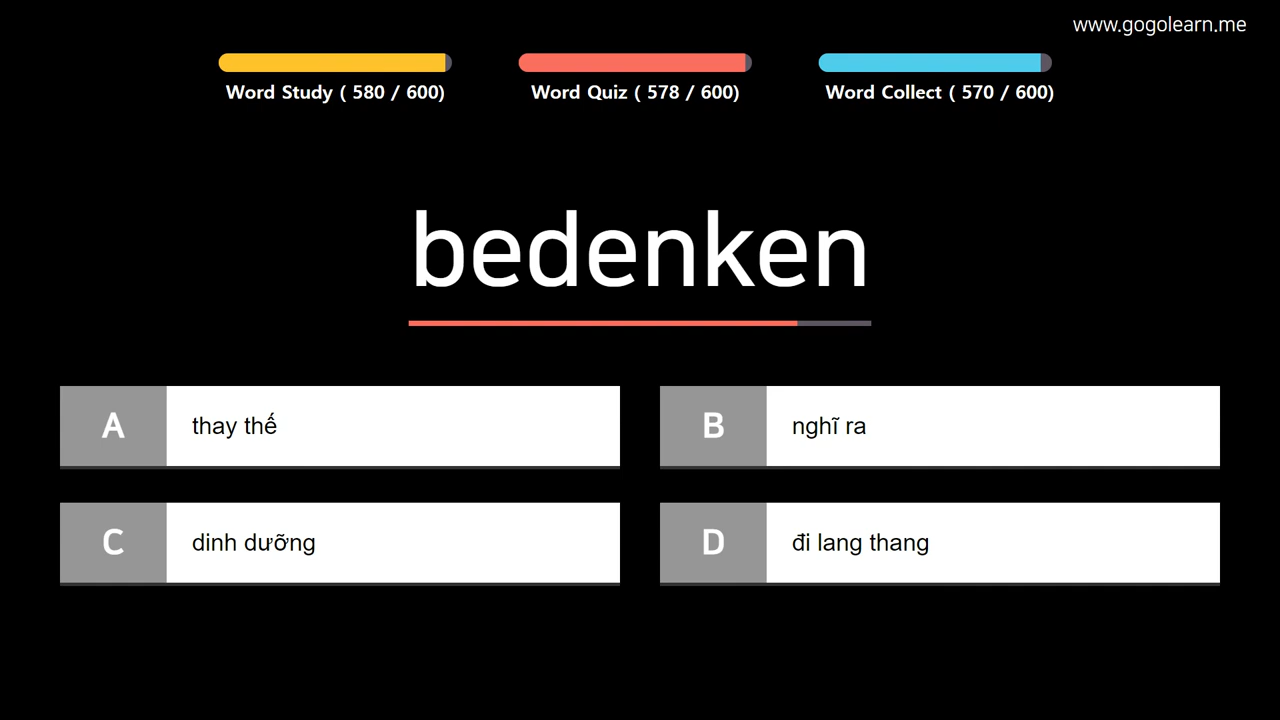 www.gogolearn.me
Word Study ( 580 / 600)
Word Quiz ( 578 / 600)
Word Collect ( 570 / 600)
bedenken
A thay thế
B nghĩ ra
C dinh dưỡng
D đi lang thang